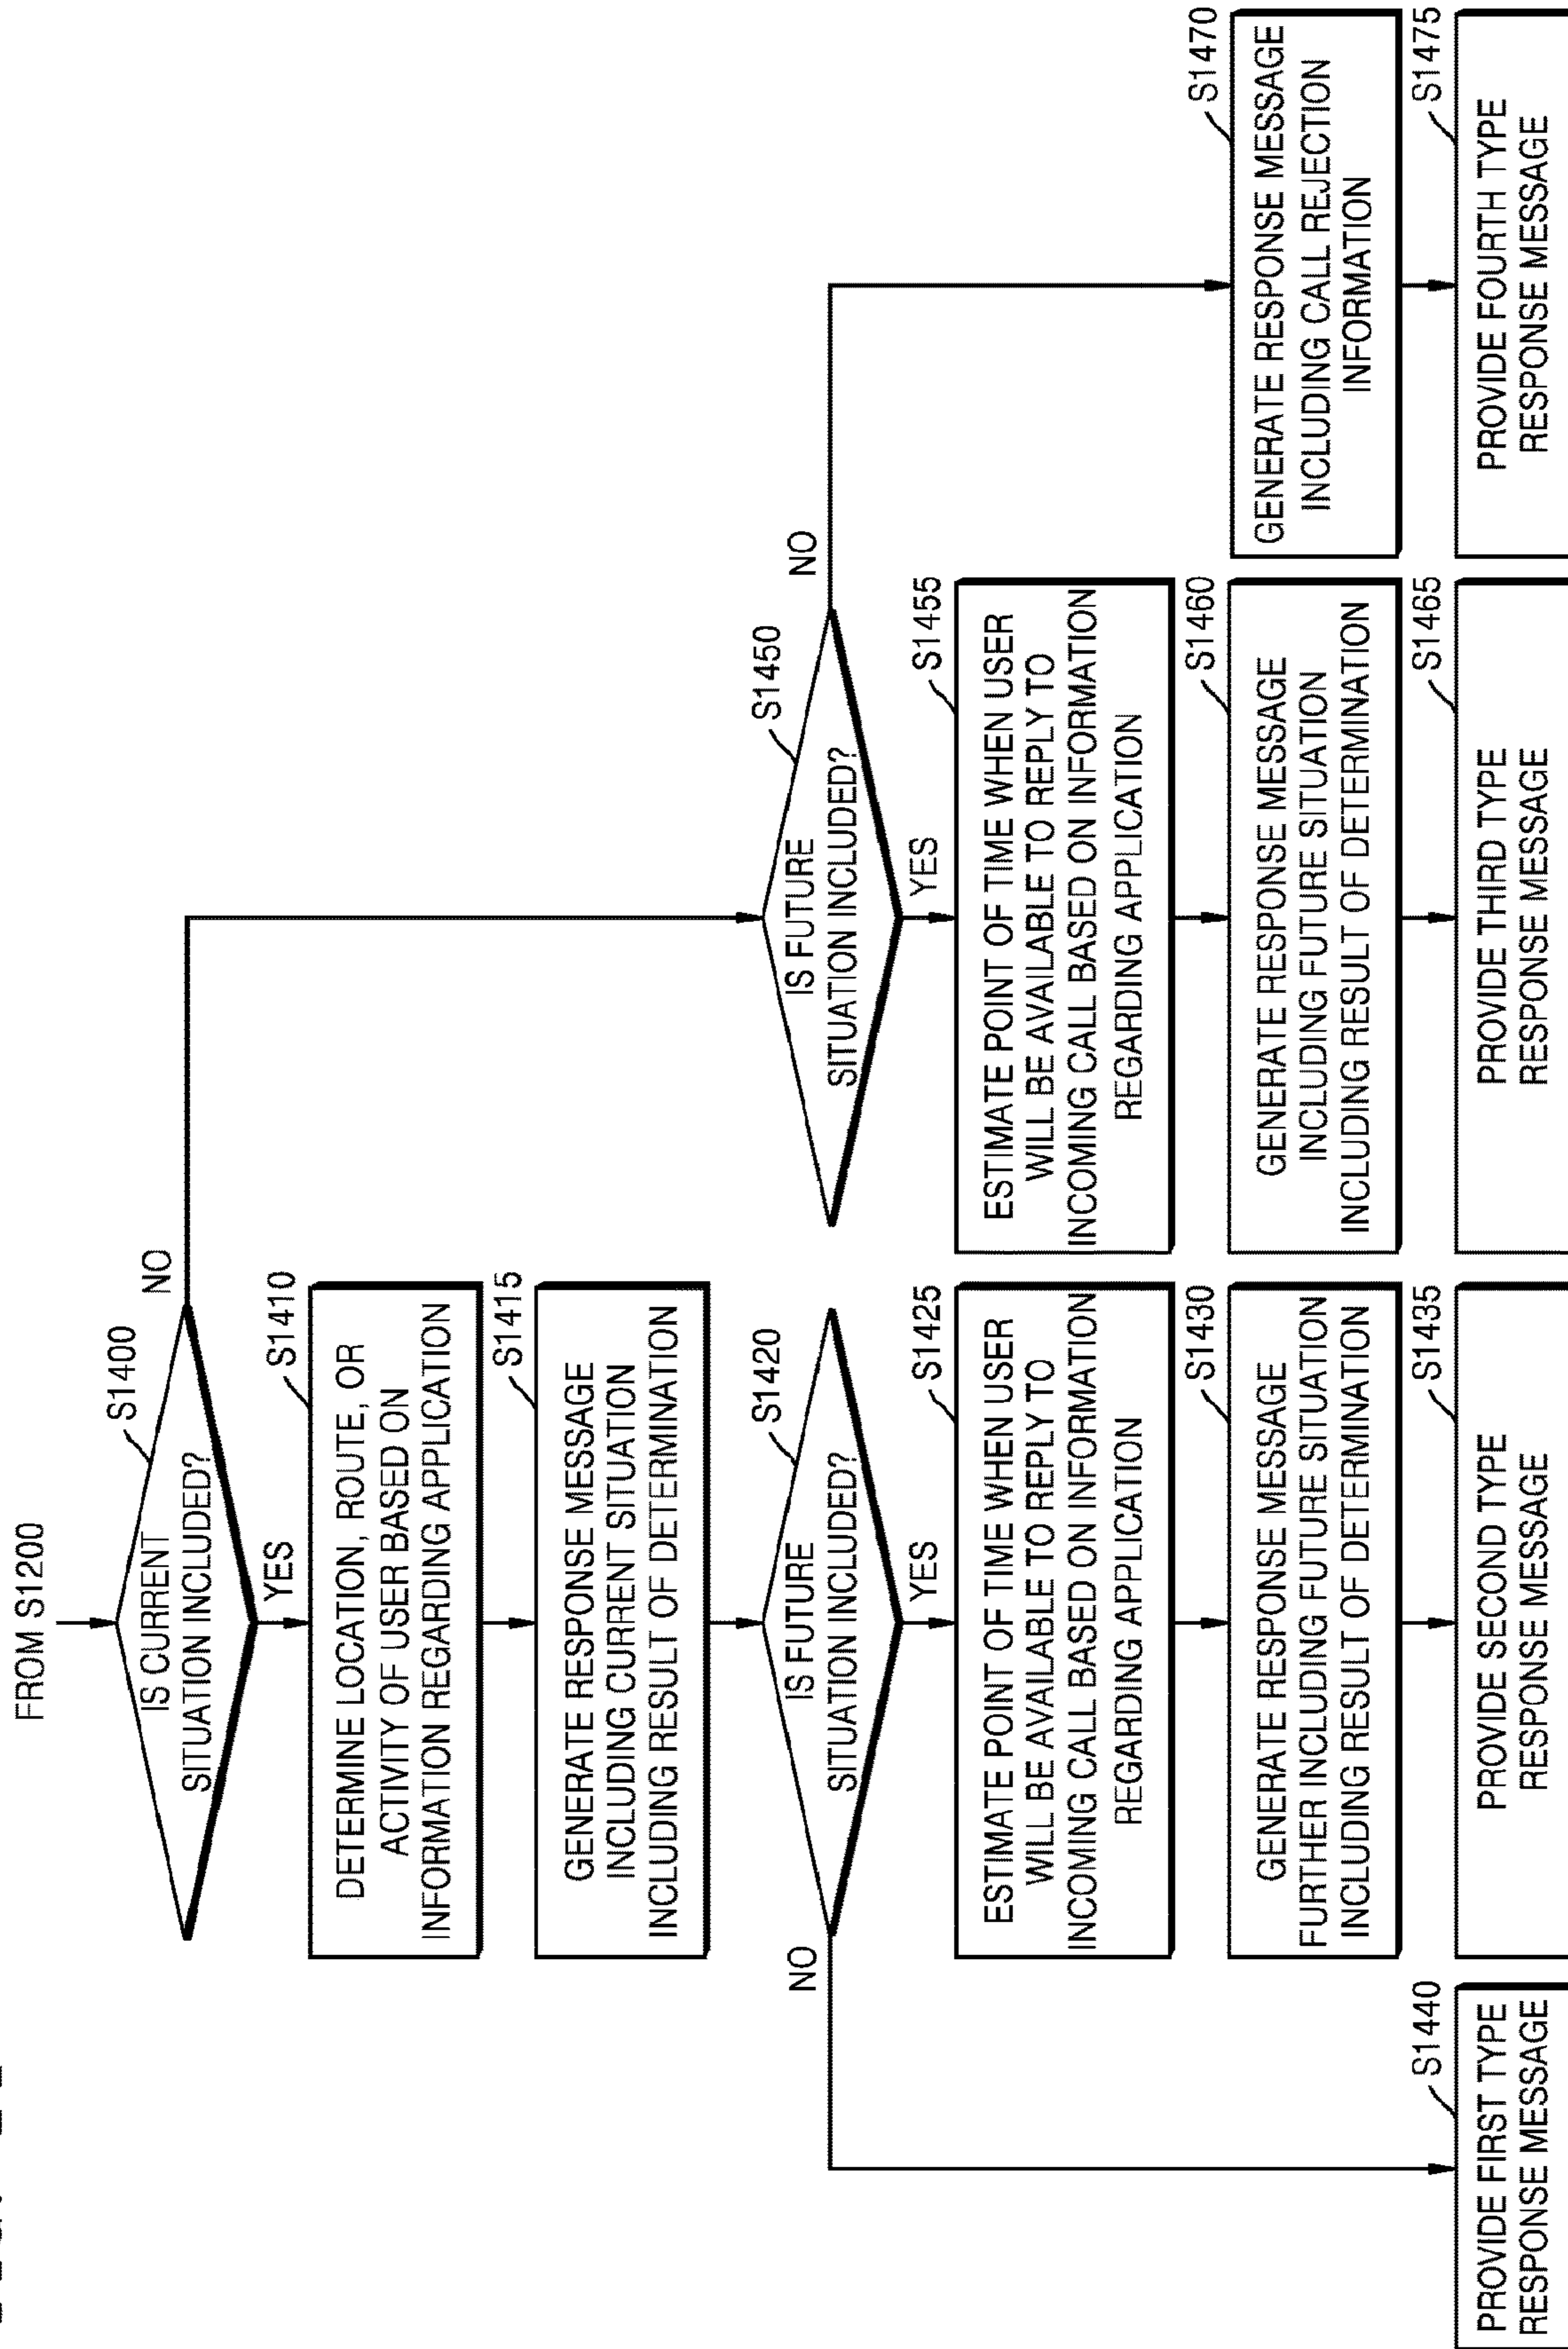 FROM S1200
S1400
IS CURRENT
SITUATION INCLUDED?
NO
YES
S1410
DETERMINE LOCATION, ROUTE, OR
ACTIVITY OF USER BASED ON
INFORMATION REGARDING APPLICATION
S1415
GENERATE RESPONSE MESSAGE
INCLUDING CURRENT SITUATION
INCLUDING RESULT OF DETERMINATION
S1420
IS FUTURE
SITUATION INCLUDED?
NO
YES
S1425
ESTIMATE POINT OF TIME WHEN USER
WILL BE AVAILABLE TO REPLY TO
INCOMING CALL BASED ON INFORMATION
REGARDING APPLICATION
S1430
GENERATE RESPONSE MESSAGE
FURTHER INCLUDING FUTURE SITUATION
INCLUDING RESULT OF DETERMINATION
S1435
PROVIDE SECOND TYPE
RESPONSE MESSAGE
S1440
PROVIDE FIRST TYPE
RESPONSE MESSAGE
S1450
IS FUTURE
SITUATION INCLUDED?
NO
YES
S1455
ESTIMATE POINT OF TIME WHEN USER
WILL BE AVAILABLE TO REPLY TO
INCOMING CALL BASED ON INFORMATION
REGARDING APPLICATION
S1460
GENERATE RESPONSE MESSAGE
INCLUDING FUTURE SITUATION
INCLUDING RESULT OF DETERMINATION
S1465
PROVIDE THIRD TYPE
RESPONSE MESSAGE
S1470
GENERATE RESPONSE MESSAGE
INCLUDING CALL REJECTION
INFORMATION
S1475
PROVIDE FOURTH TYPE
RESPONSE MESSAGE